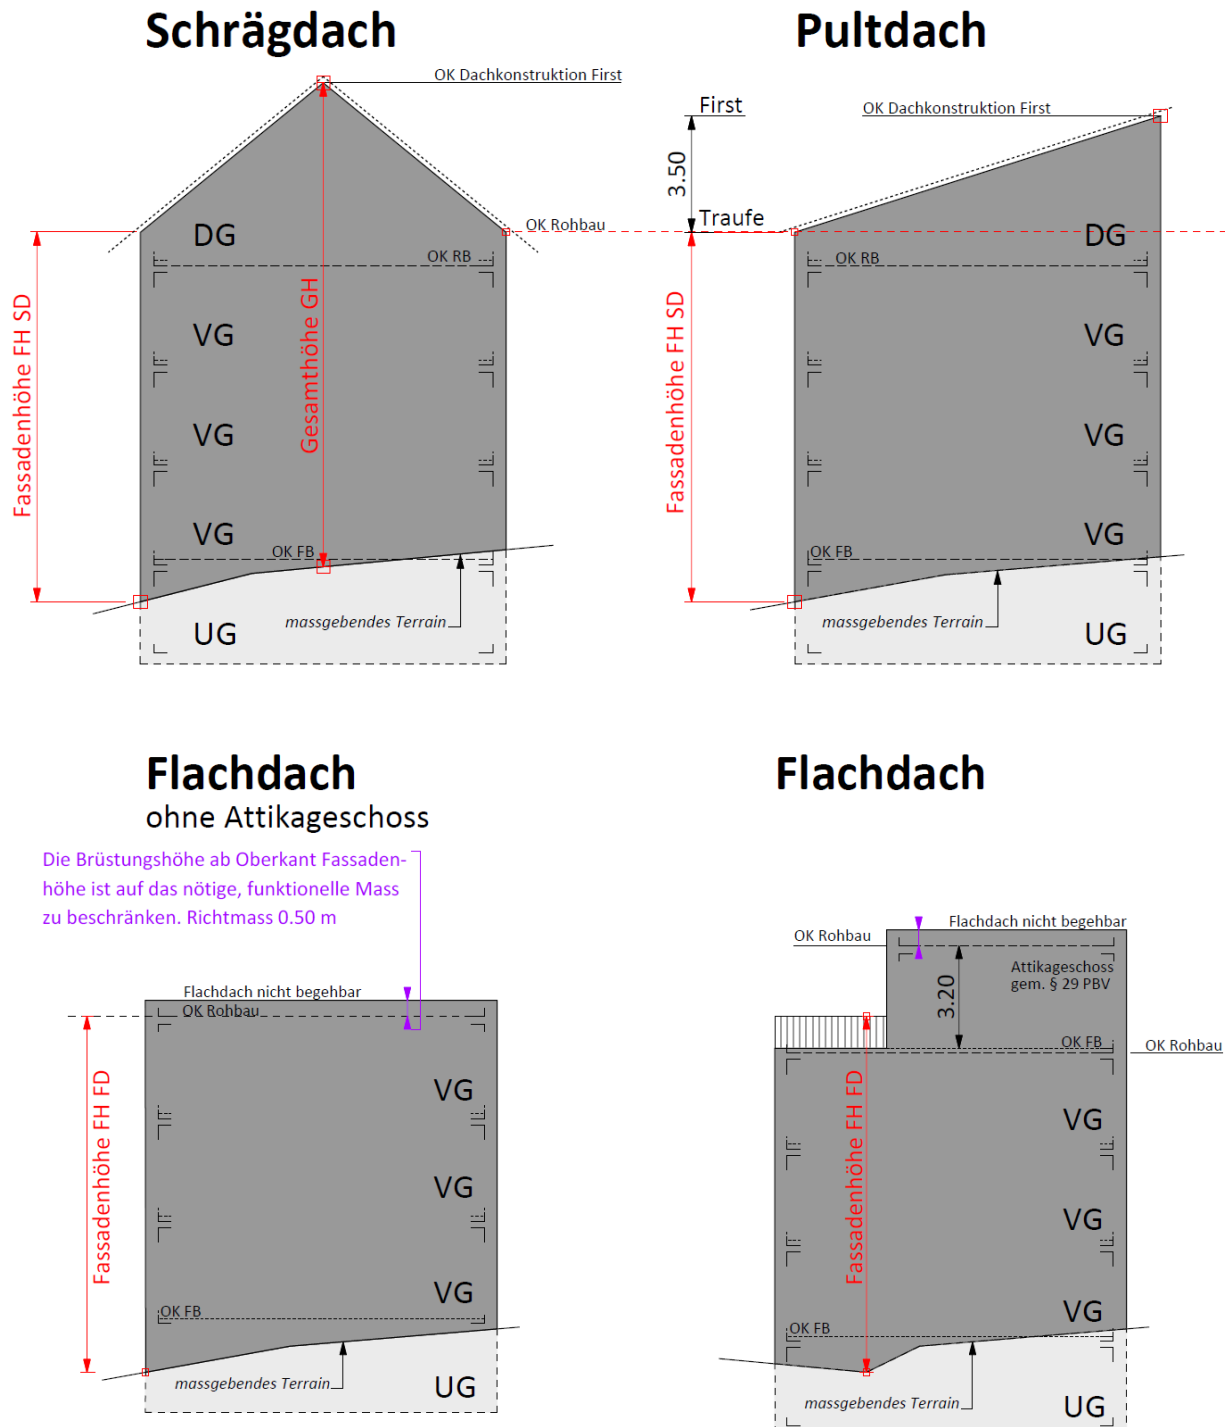 Schrägdach
OK Dachkonstruktion First
OK Rohbau
DG
OK RB
VG
VG
VG
OK FB
massgebendes Terrain
UG
Fassadenhöhe FH SD
Gesamthöhe GH
Pultdach
First
OK Dachkonstruktion First
3.50
Traufe
DG
OK RB
VG
VG
VG
OK FB
massgebendes Terrain
UG
Fassadenhöhe FH SD
Flachdach
ohne Attikageschoss
Die Brüstungshöhe ab Oberkant Fassaden-
höhe ist auf das nötige, funktionelle Mass
zu beschränken. Richtmass 0.50 m
Flachdach nicht begehbar
OK Rohbau
VG
VG
VG
OK FB
massgebendes Terrain
UG
Fassadenhöhe FH FD
Flachdach
Flachdach nicht begehbar
OK Rohbau
Attikageschoss
gem. § 29 PBV
3.20
OK FB
OK Rohbau
VG
VG
VG
OK FB
massgebendes Terrain
UG
Fassadenhöhe FH FD